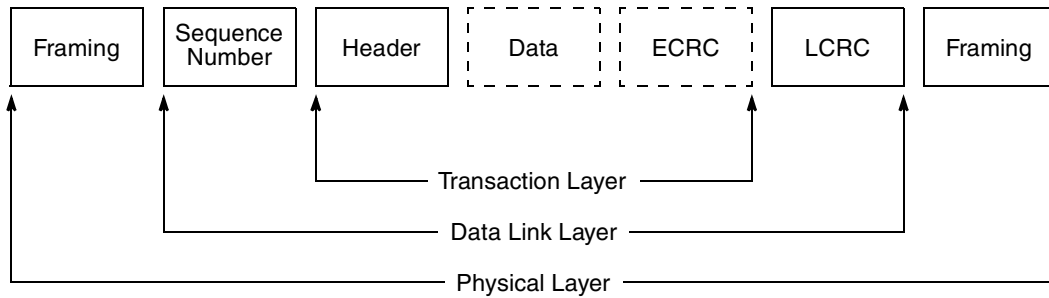 Framing
Sequence
Number
Header
Data
ECRC
LCRC
Framing
Transaction Layer
Data Link Layer
Physical Layer